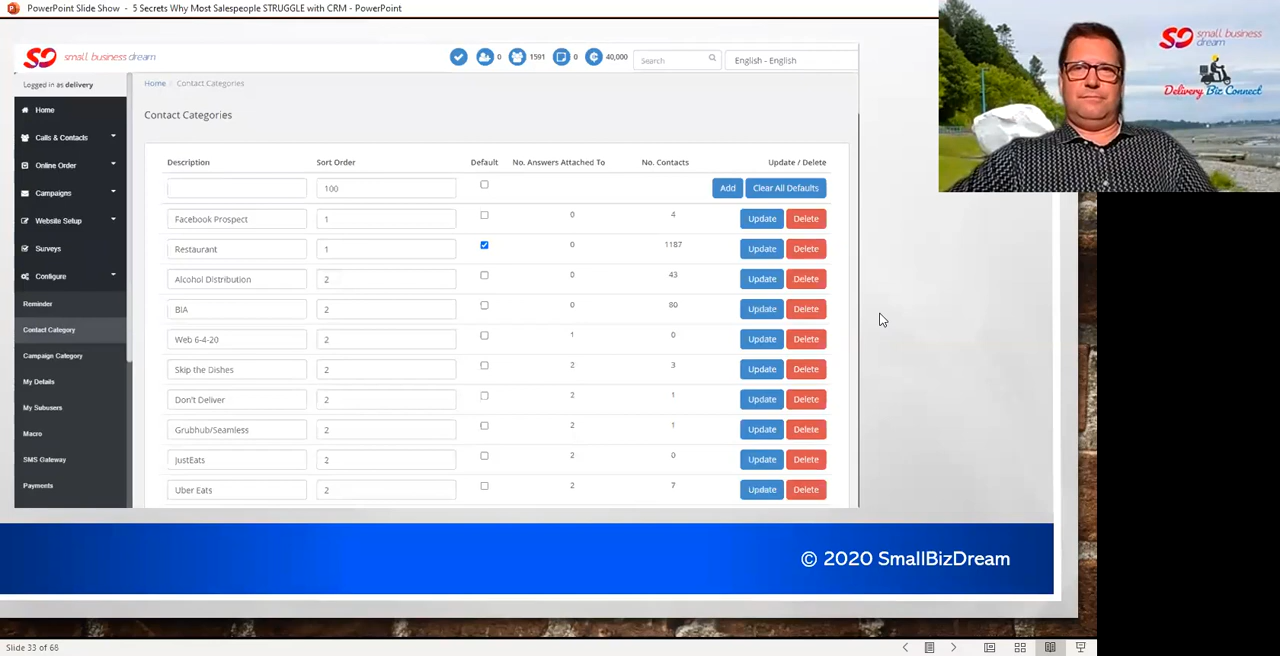 PowerPoint Slide Show - 5 Secrets Why Most Salespeople STRUGGLE with CRM - PowerPoint
small business dream
0 1591 0 40,000 Search English - English
small business dream
Delivery Biz Connect
Logged in as delivery
Home
Calls & Contacts
Online Order
Campaigns
Website Setup
Surveys
Configure
Reminder
Contact Category
Campaign Category
My Details
My Subusers
Macro
SMS Gateway
Payments
Home / Contact Categories
Contact Categories
Description Sort Order Default No. Answers Attached To No. Contacts Update / Delete
100 Add Clear All Defaults
Facebook Prospect 1 0 4 Update Delete
Restaurant 1 0 1187 Update Delete
Alcohol Distribution 2 0 43 Update Delete
BIA 2 0 80 Update Delete
Web 6-4-20 2 1 0 Update Delete
Skip the Dishes 2 2 3 Update Delete
Don't Deliver 2 2 1 Update Delete
Grubhub/Seamless 2 2 1 Update Delete
JustEats 2 2 0 Update Delete
Uber Eats 2 2 7 Update Delete
© 2020 SmallBizDream
Slide 33 of 68